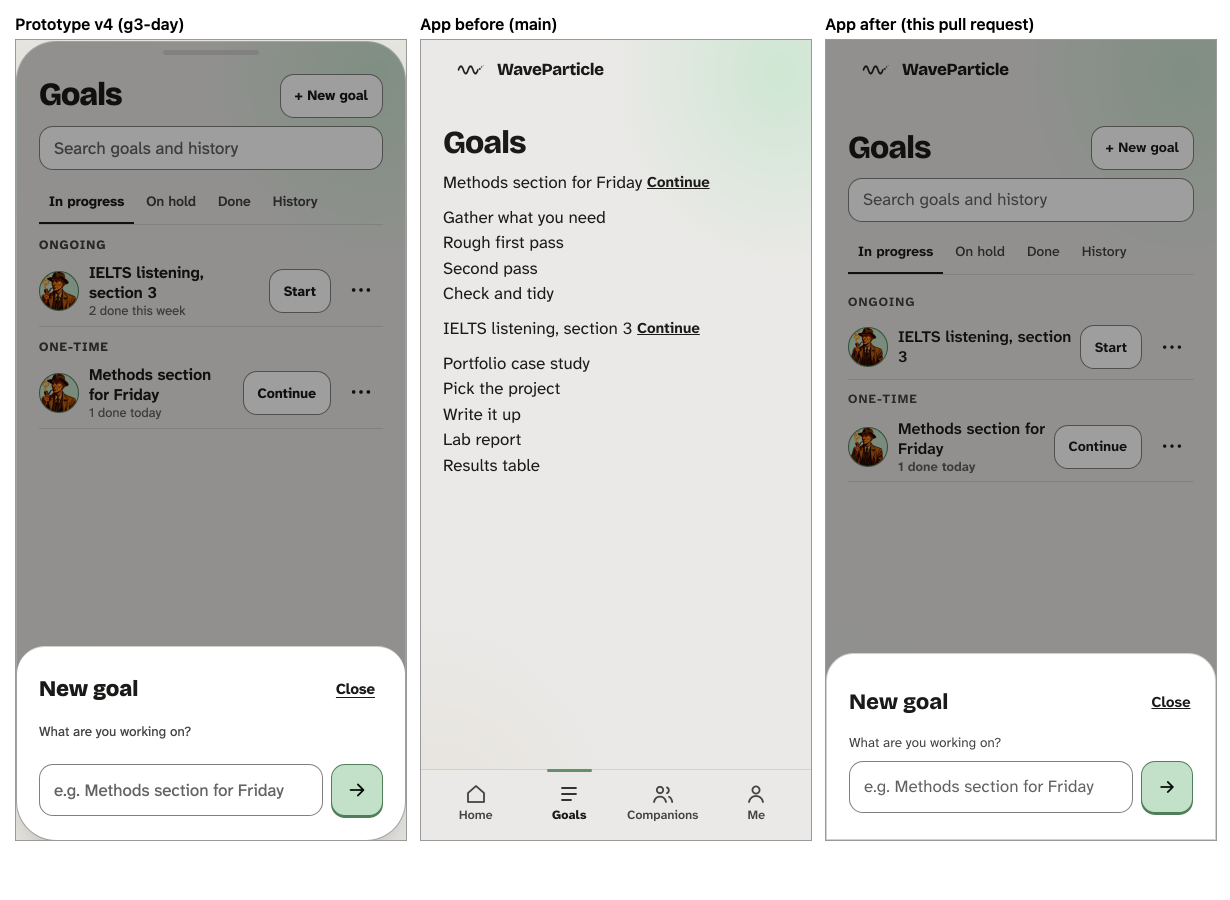 Prototype v4 (g3-day)
Goals
+ New goal
Search goals and history
In progress
On hold
Done
History
ONGOING
IELTS listening,
section 3
2 done this week
Start
ONE-TIME
Methods section
for Friday
1 done today
Continue
New goal
Close
What are you working on?
e.g. Methods section for Friday
App before (main)
WaveParticle
Goals
Methods section for Friday Continue
Gather what you need
Rough first pass
Second pass
Check and tidy
IELTS listening, section 3 Continue
Portfolio case study
Pick the project
Write it up
Lab report
Results table
Home
Goals
Companions
Me
App after (this pull request)
WaveParticle
Goals
+ New goal
Search goals and history
In progress
On hold
Done
History
ONGOING
IELTS listening, section
3
Start
ONE-TIME
Methods section for
Friday
1 done today
Continue
New goal
Close
What are you working on?
e.g. Methods section for Friday